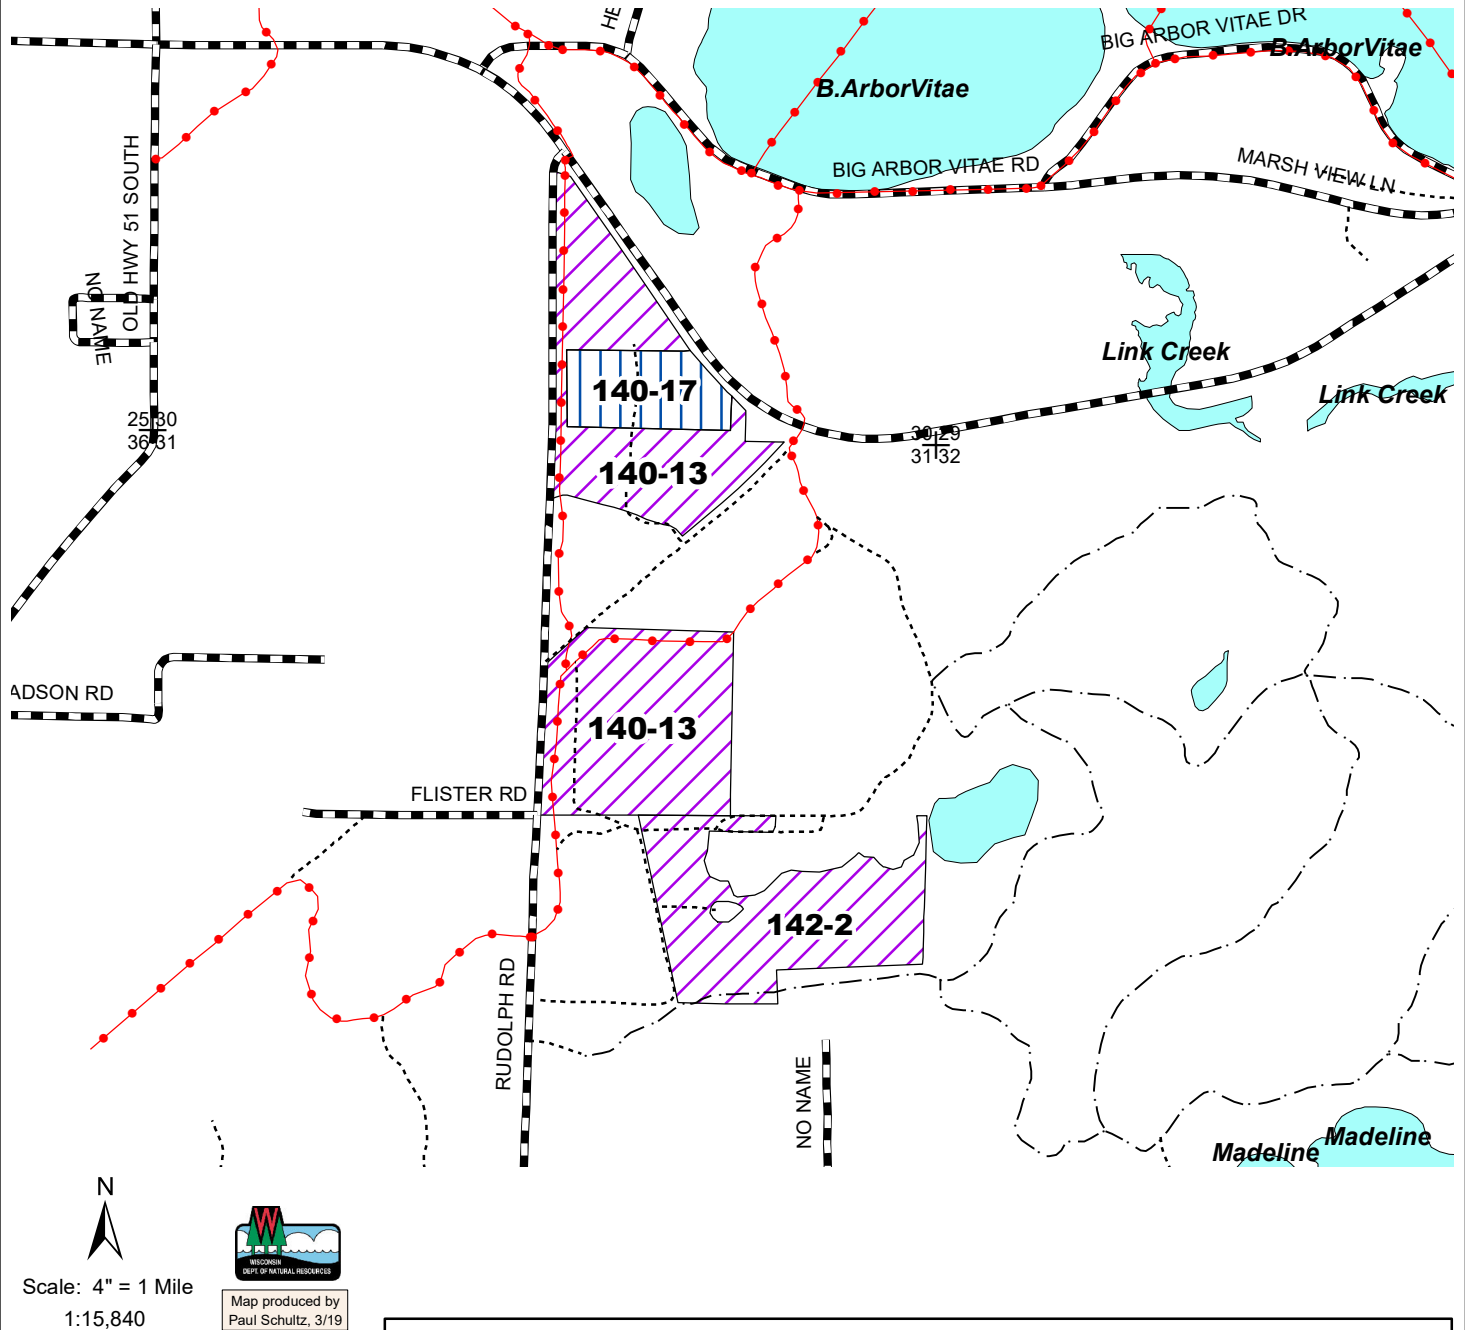 HE
BIG ARBOR VITAE DR
B.ArborVitae
B.ArborVitae
BIG ARBOR VITAE RD
MARSH VIEW LN
OLD HWY 51 SOUTH
NO NAME
Link Creek
Link Creek
140-17
25 30
36 31
30 29
31 32
140-13
ADSON RD
140-13
FLISTER RD
142-2
RUDOLPH RD
NO NAME
Madeline
Madeline
N
WISCONSIN
DEPT. OF NATURAL RESOURCES
Scale: 4" = 1 Mile
1:15,840
Map produced by
Paul Schultz, 3/19